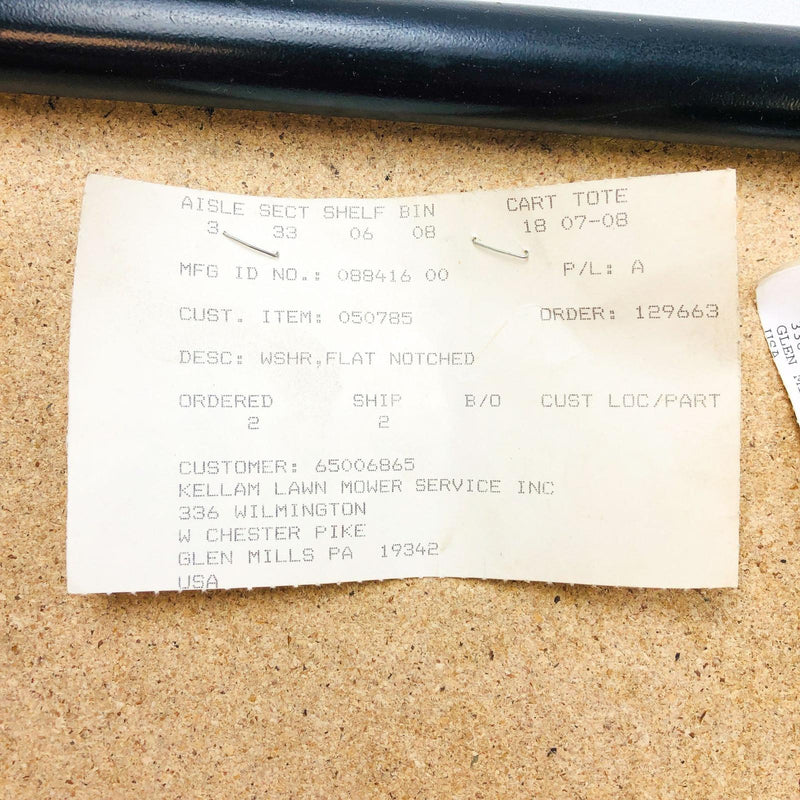 AISLE SECT SHELF BIN CART TOTE
3 33 06 08 18 07-08
MFG ID NO.: 088416 00 P/L: A
CUST. ITEM: 050785 ORDER: 129663
DESC: WSHR,FLAT NOTCHED
ORDERED SHIP B/O CUST LOC/PART
2 2
CUSTOMER: 65006865
KELLAM LAWN MOWER SERVICE INC
336 WILMINGTON
W CHESTER PIKE
GLEN MILLS PA 19342
USA
GLEN
USA